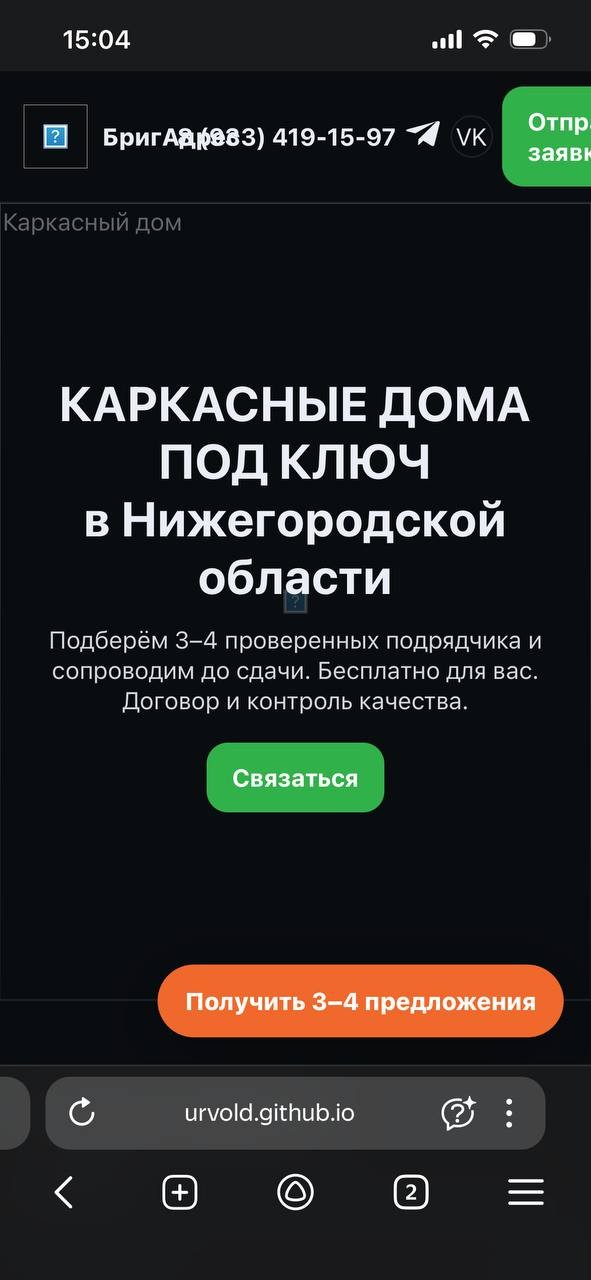 15:04
БригАдрес
8 (933) 419-15-97
VK
Отпра
заявк
Каркасный дом
КАРКАСНЫЕ ДОМА
ПОД КЛЮЧ
в Нижегородской
области
Подберём 3–4 проверенных подрядчика и
сопроводим до сдачи. Бесплатно для вас.
Договор и контроль качества.
Связаться
Получить 3–4 предложения
urvold.github.io
2